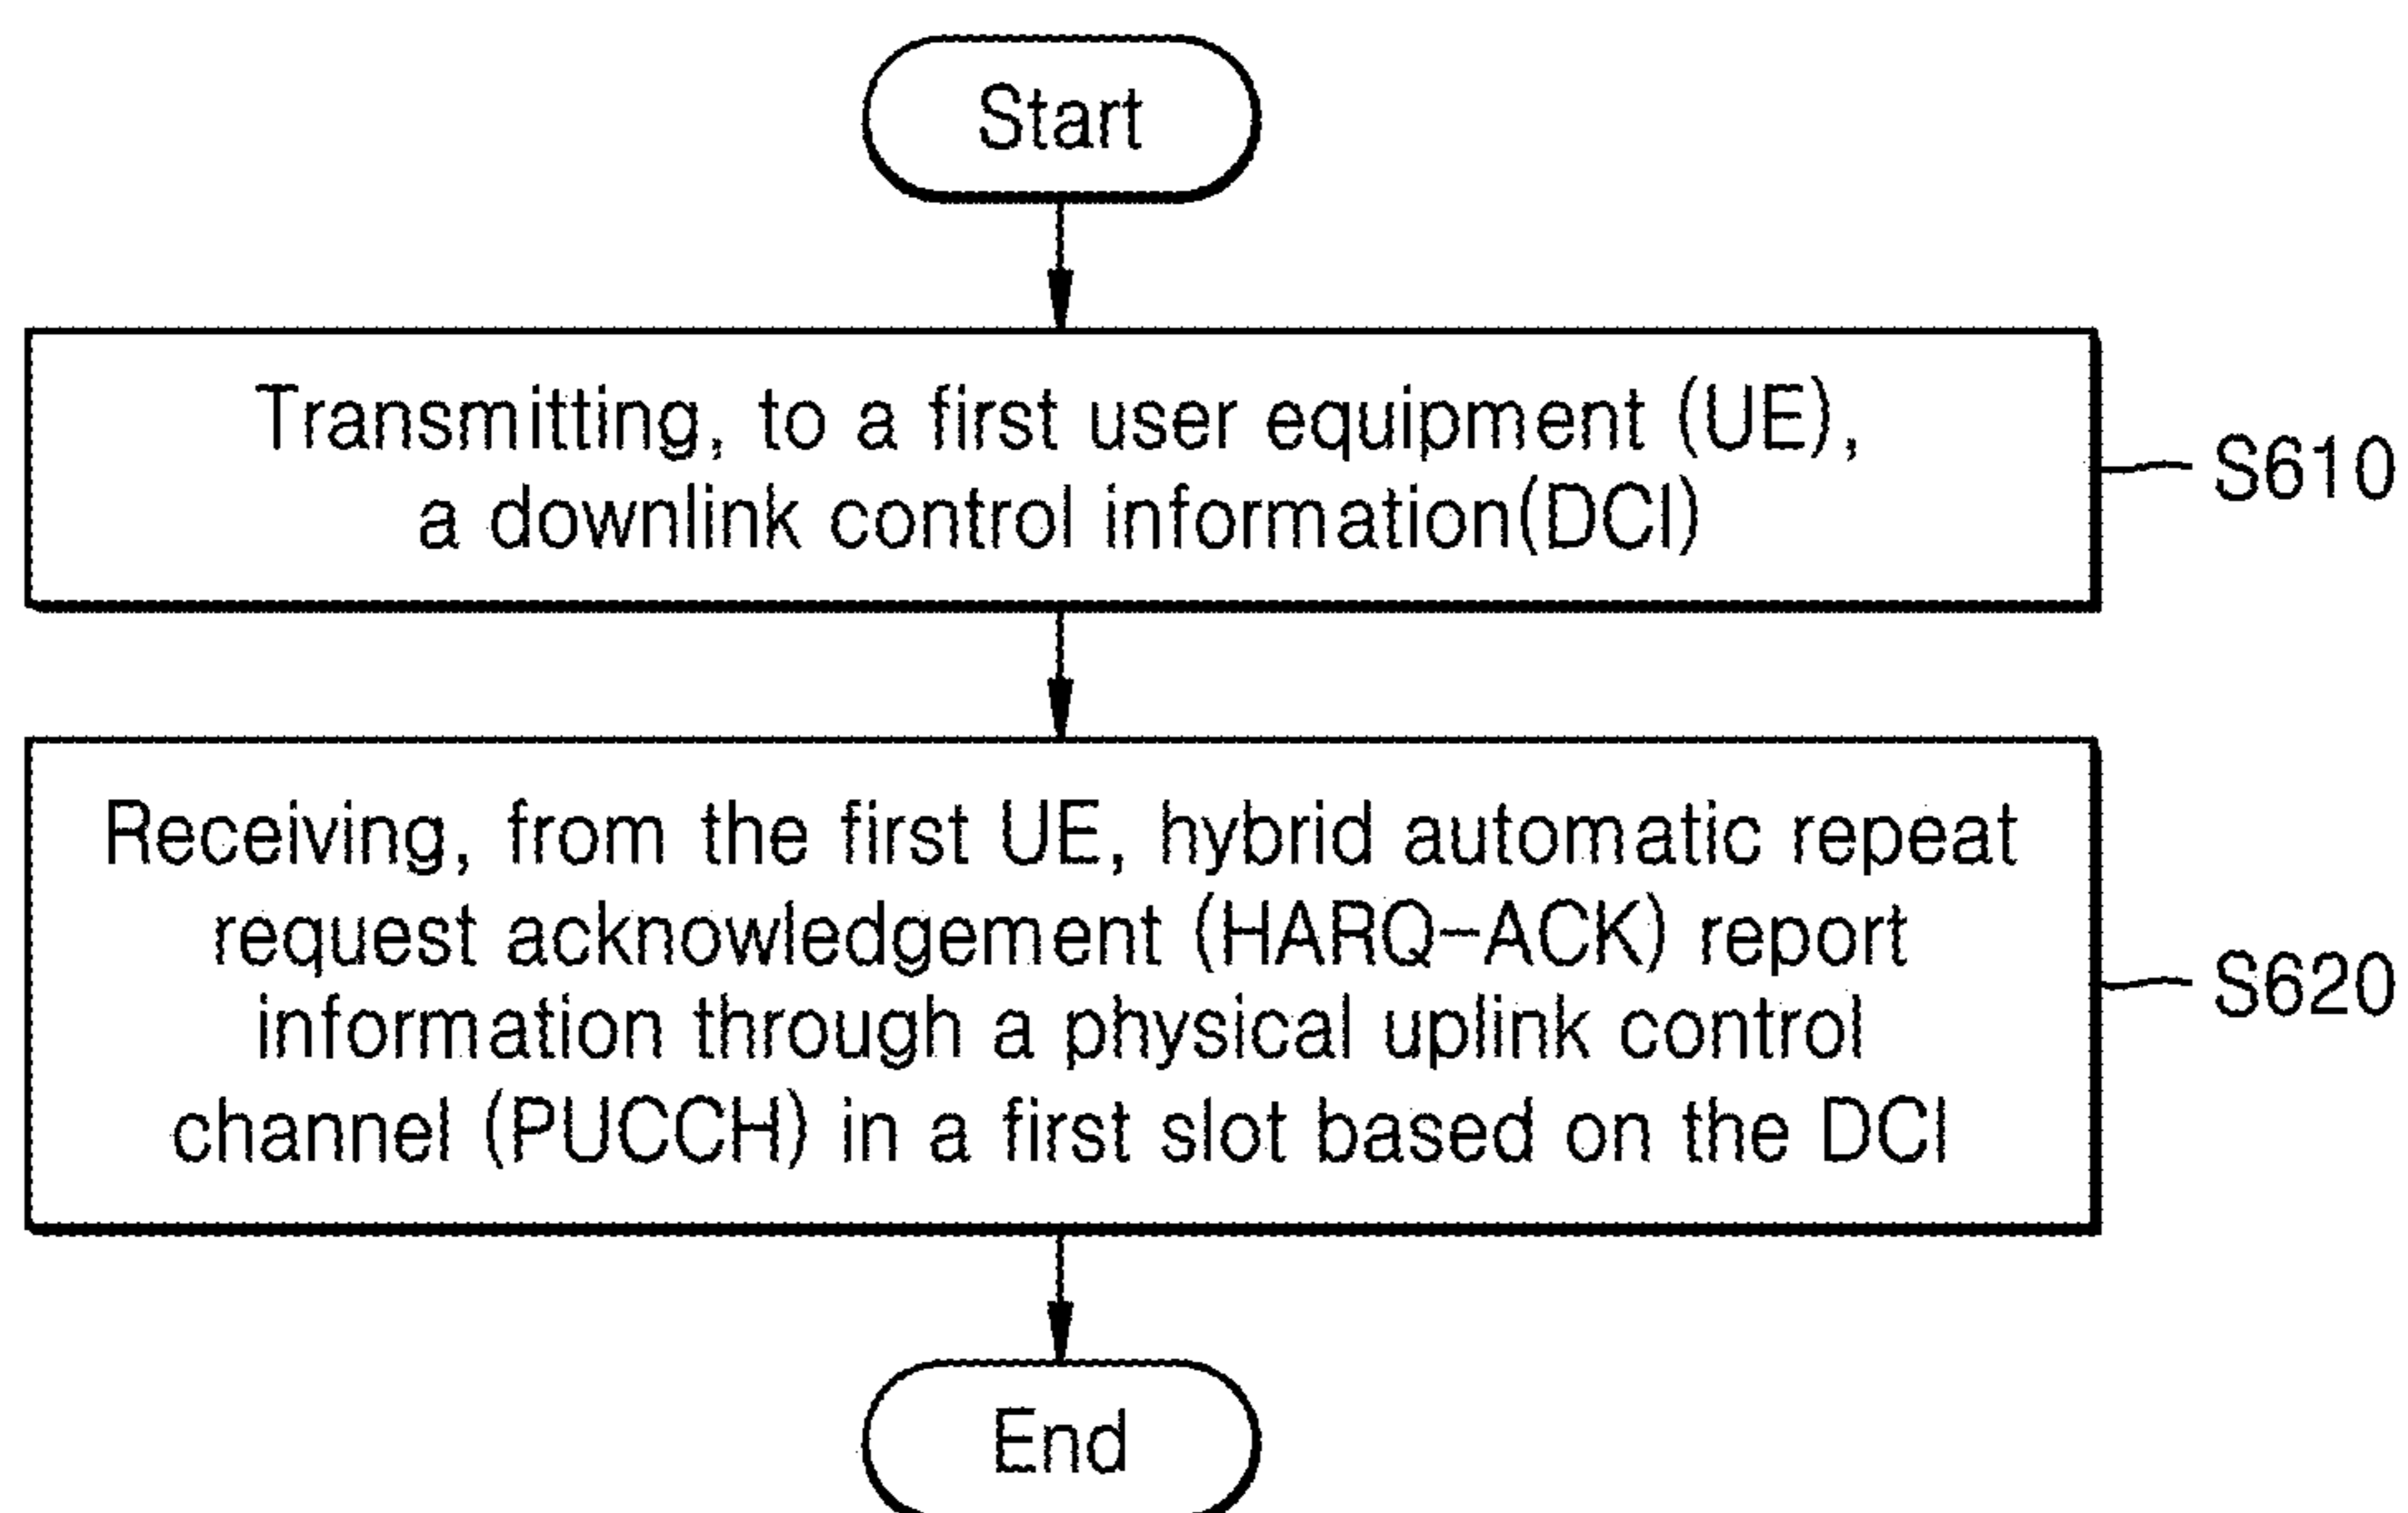 Start
Transmitting, to a first user equipment (UE),
a downlink control information(DCI)
S610
Receiving, from the first UE, hybrid automatic repeat
request acknowledgement (HARQ-ACK) report
information through a physical uplink control
channel (PUCCH) in a first slot based on the DCI
S620
End